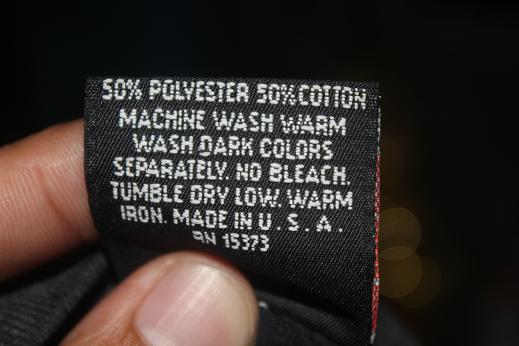 50% POLYESTER 50% COTTON
MACHINE WASH WARM
WASH DARK COLORS
SEPARATELY. NO BLEACH.
TUMBLE DRY LOW. WARM
IRON. MADE IN U.S.A.
RN 15373